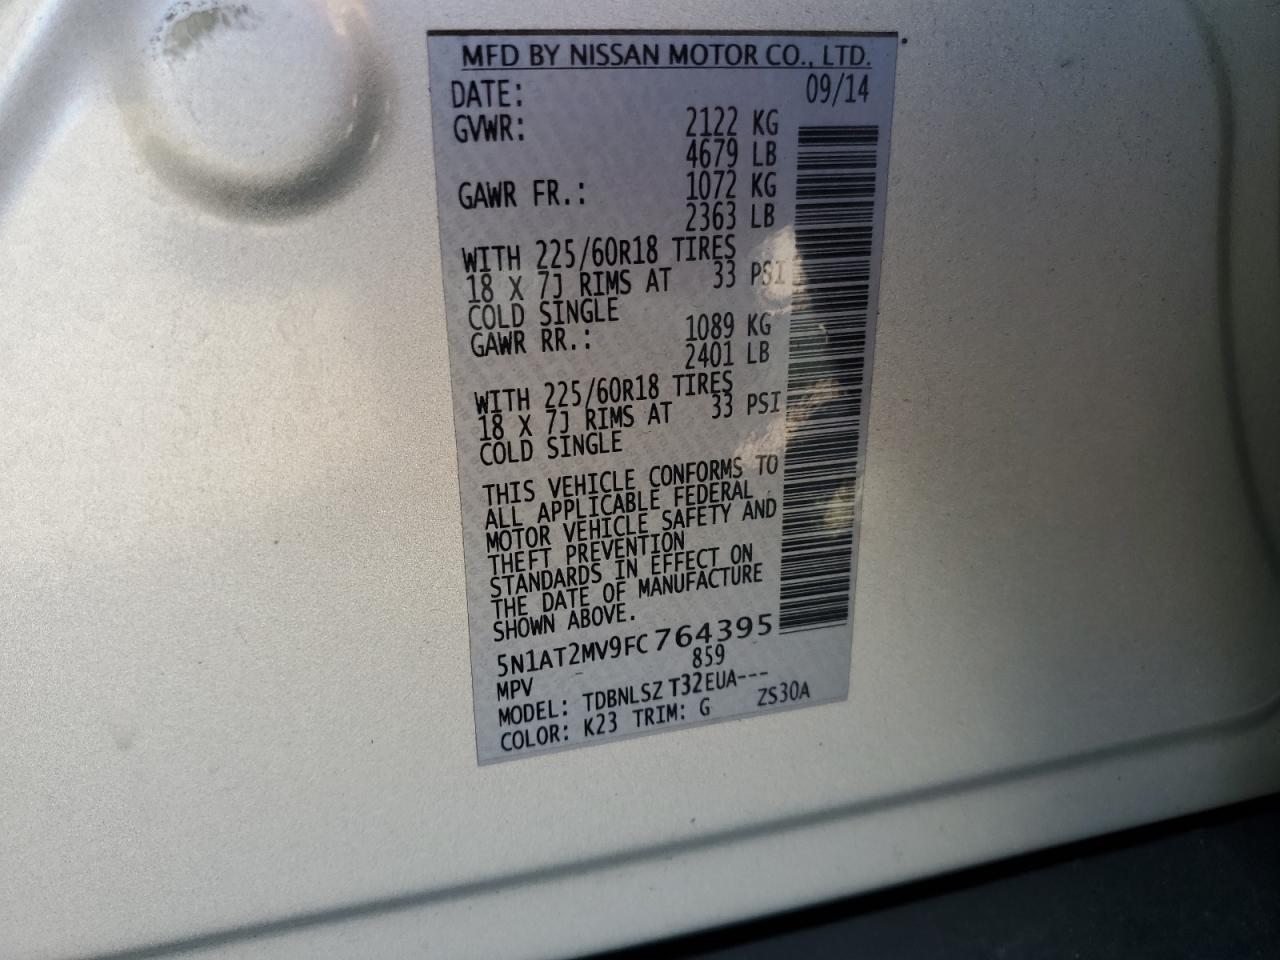 MFD BY NISSAN MOTOR CO., LTD.
DATE: 09/14
GVWR: 2122 KG
4679 LB
GAWR FR.: 1072 KG
2363 LB
WITH 225/60R18 TIRES
18 X 7J RIMS AT 33 PSI
COLD SINGLE
GAWR RR.: 1089 KG
2401 LB
WITH 225/60R18 TIRES
18 X 7J RIMS AT 33 PSI
COLD SINGLE
THIS VEHICLE CONFORMS TO
ALL APPLICABLE FEDERAL
MOTOR VEHICLE SAFETY AND
THEFT PREVENTION
STANDARDS IN EFFECT ON
THE DATE OF MANUFACTURE
SHOWN ABOVE.
5N1AT2MV9FC764395
MPV 859
MODEL: TDBNLSZ T32EUA---
COLOR: K23 TRIM: G ZS30A